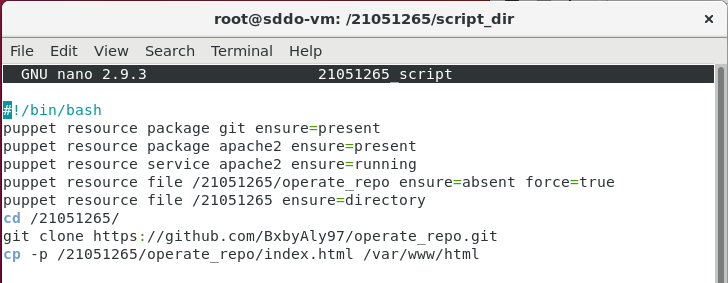 root@sddo-vm: /21051265/script_dir
File Edit View Search Terminal Help
GNU nano 2.9.3 21051265_script
#!/bin/bash
puppet resource package git ensure=present
puppet resource package apache2 ensure=present
puppet resource service apache2 ensure=running
puppet resource file /21051265/operate_repo ensure=absent force=true
puppet resource file /21051265 ensure=directory
cd /21051265/
git clone https://github.com/BxbyAly97/operate_repo.git
cp -p /21051265/operate_repo/index.html /var/www/html